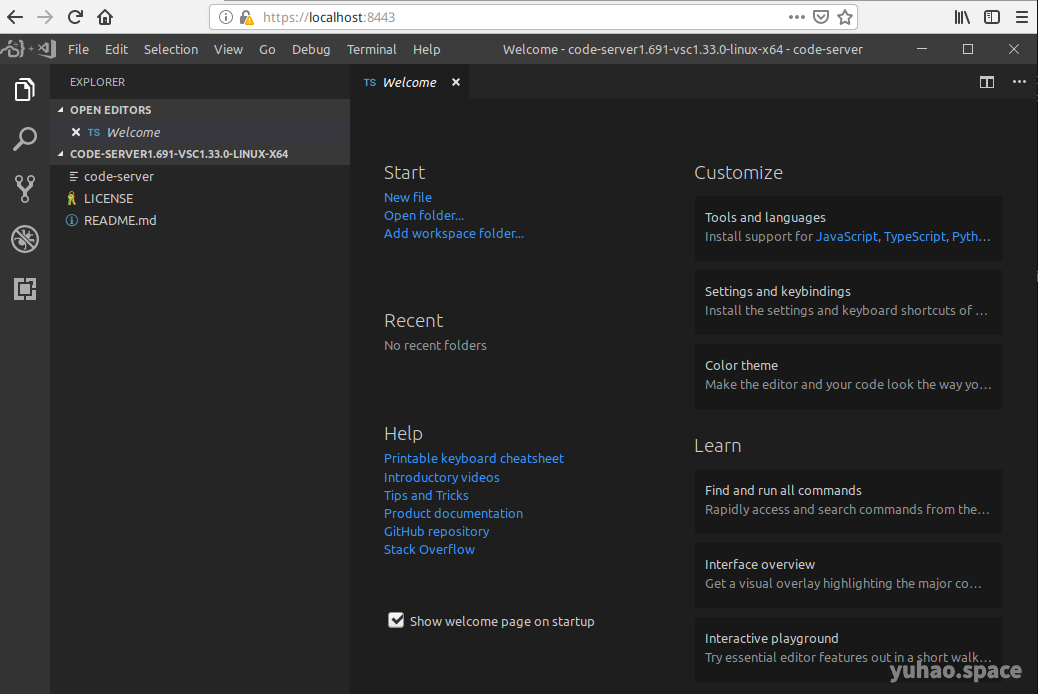 https://localhost:8443
File Edit Selection View Go Debug Terminal Help
Welcome - code-server1.691-vsc1.33.0-linux-x64 - code-server
EXPLORER
OPEN EDITORS
TS Welcome
CODE-SERVER1.691-VSC1.33.0-LINUX-X64
code-server
LICENSE
README.md
TS Welcome
Start
New file
Open folder...
Add workspace folder...
Recent
No recent folders
Help
Printable keyboard cheatsheet
Introductory videos
Tips and Tricks
Product documentation
GitHub repository
Stack Overflow
Show welcome page on startup
Customize
Tools and languages
Install support for JavaScript, TypeScript, Pyth...
Settings and keybindings
Install the settings and keyboard shortcuts of ...
Color theme
Make the editor and your code look the way yo...
Learn
Find and run all commands
Rapidly access and search commands from the...
Interface overview
Get a visual overlay highlighting the major co...
Interactive playground
Try essential editor features out in a short walk...
yuhao.space